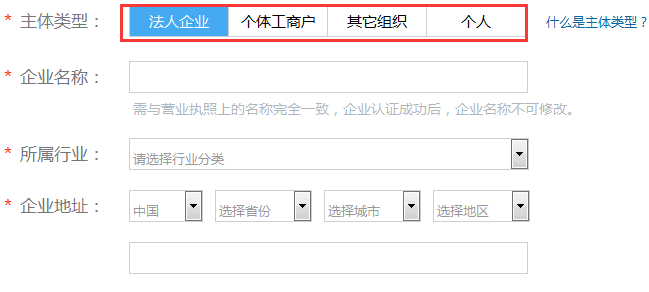 * 主体类型： 法人企业 个体工商户 其它组织 个人 什么是主体类型？
* 企业名称：
需与营业执照上的名称完全一致，企业认证成功后，企业名称不可修改。
* 所属行业： 请选择行业分类
* 企业地址： 中国 选择省份 选择城市 选择地区